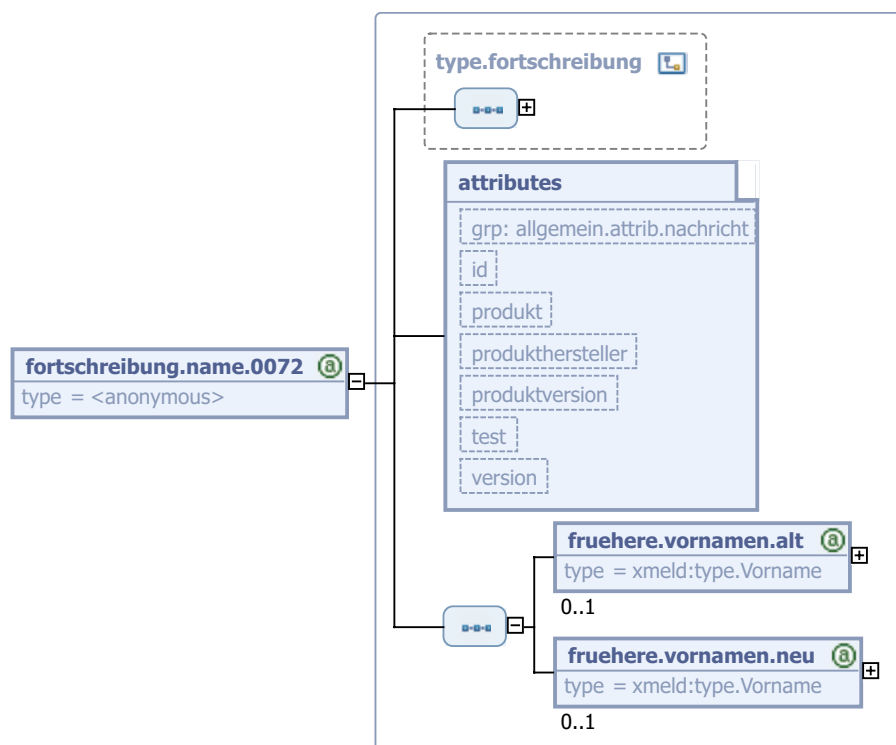 type.fortschreibung
attributes
grp: allgemein.attrib.nachricht
id
produkt
produkthersteller
produktversion
test
version
fortschreibung.name.0072
type = <anonymous>
fruehere.vornamen.alt
type = xmeld:type.Vorname
0..1
fruehere.vornamen.neu
type = xmeld:type.Vorname
0..1